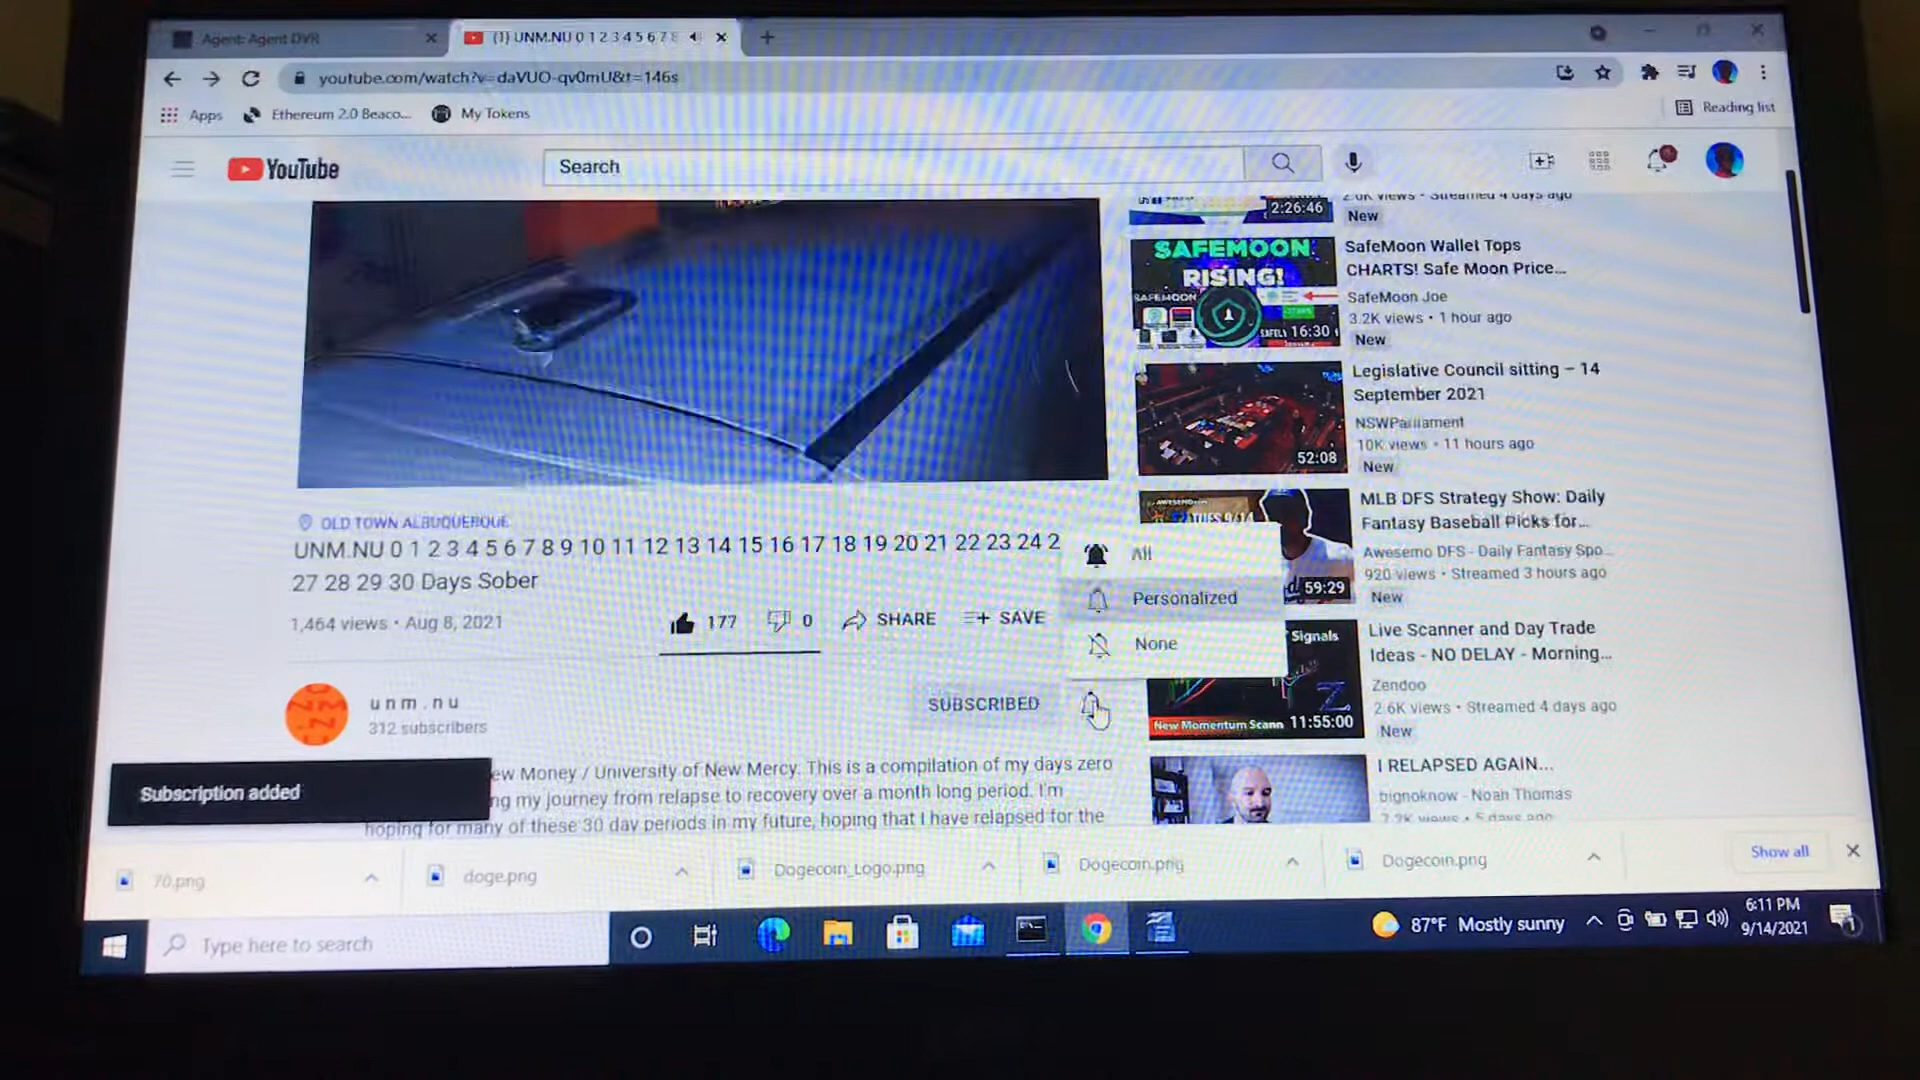 Agent: Agent DVR
(1) UNM.NU 0 1 2 3 4 5 6 7 8
youtube.com/watch?v=daVUO-qv0mU&t=146s
Apps
Ethereum 2.0 Beaco...
My Tokens
Reading list
YouTube
Search
2:26:46
New
SAFEMOON
RISING!
SAFEMOON
16:30
SafeMoon Wallet Tops
CHARTS! Safe Moon Price...
SafeMoon Joe
3.2K views • 1 hour ago
New
52:08
Legislative Council sitting – 14
September 2021
NSWParliament
10K views • 11 hours ago
New
59:29
MLB DFS Strategy Show: Daily
Fantasy Baseball Picks for...
Awesemo DFS - Daily Fantasy Spo...
920 views • Streamed 3 hours ago
New
OLD TOWN ALBUQUERQUE
UNM.NU 0 1 2 3 4 5 6 7 8 9 10 11 12 13 14 15 16 17 18 19 20 21 22 23 24 2
27 28 29 30 Days Sober
1,464 views • Aug 8, 2021
177
0
SHARE
SAVE
All
Personalized
None
Signals
New Momentum Scann
11:55:00
Live Scanner and Day Trade
Ideas - NO DELAY - Morning...
Zendoo
2.6K views • Streamed 4 days ago
New
unm.nu
312 subscribers
SUBSCRIBED
I RELAPSED AGAIN...
bignoknow - Noah Thomas
Subscription added
ew Money / University of New Mercy. This is a compilation of my days zero
ng my journey from relapse to recovery over a month long period. I'm
hoping for many of these 30 day periods in my future, hoping that I have relapsed for the
70.png
doge.png
Dogecoin_Logo.png
Dogecoin.png
Dogecoin.png
Show all
Type here to search
87°F Mostly sunny
6:11 PM
9/14/2021
1